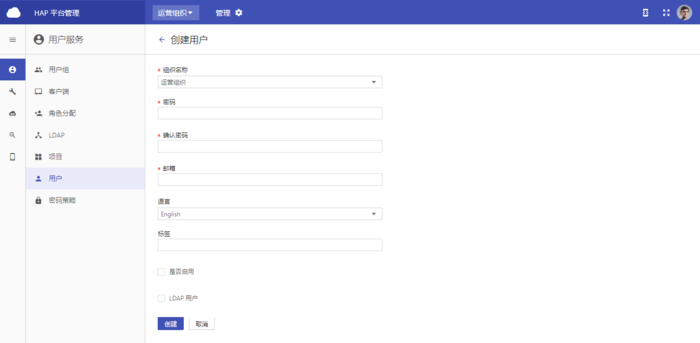 HAP 平台管理
运营组织
管理
用户服务
创建用户
用户组
客户端
角色分配
LDAP
项目
用户
密码策略
* 组织名称
运营组织
* 密码
* 确认密码
* 邮箱
语言
English
标签
是否启用
LDAP 用户
创建
取消